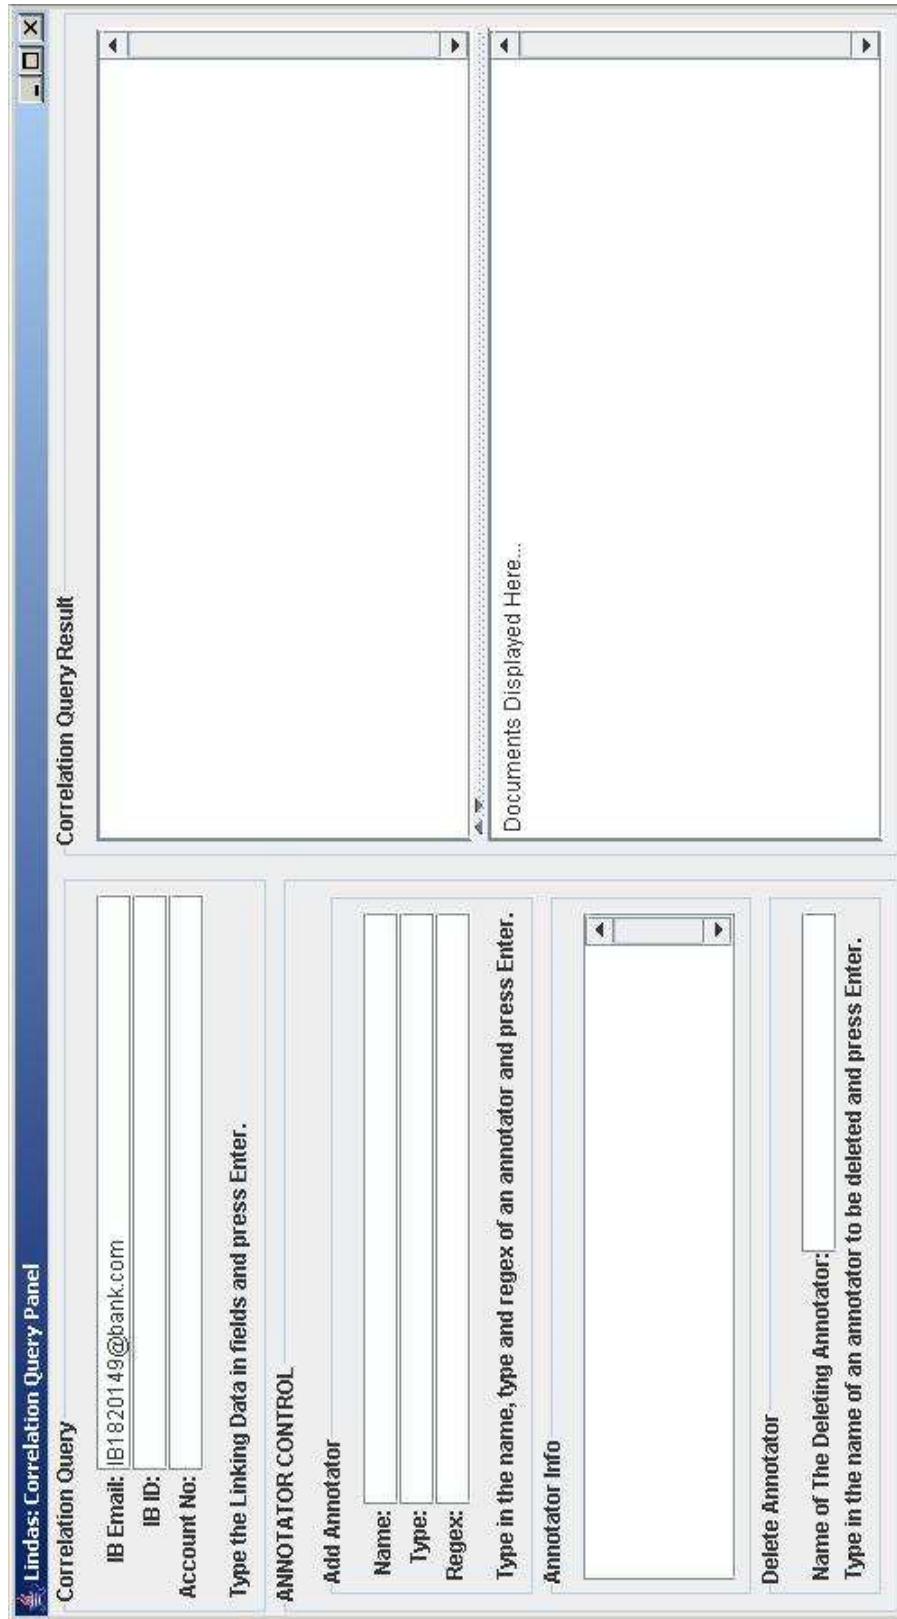 Lindas: Correlation Query Panel
Correlation Query
IB Email: IB1820149@bank.com
IB ID:
Account No:
Type the Linking Data in fields and press Enter.
ANNOTATOR CONTROL
Add Annotator
Name:
Type:
Regex:
Type in the name, type and regex of an annotator and press Enter.
Annotator Info
Delete Annotator
Name of The Deleting Annotator:
Type in the name of an annotator to be deleted and press Enter.
Correlation Query Result
Documents Displayed Here...